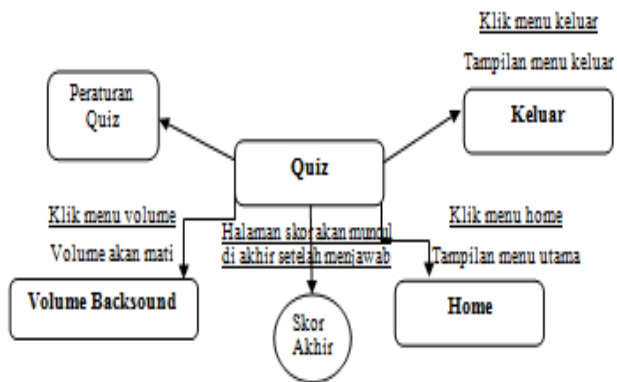 Klik menu keluar
Tampilan menu keluar
Keluar
Peraturan
Quiz
Quiz
Klik menu volume
Volume akan mati
Volume Backsound
Halaman skor akan muncul
di akhir setelah menjawab
Skor
Akhir
Klik menu home
Tampilan menu utama
Home